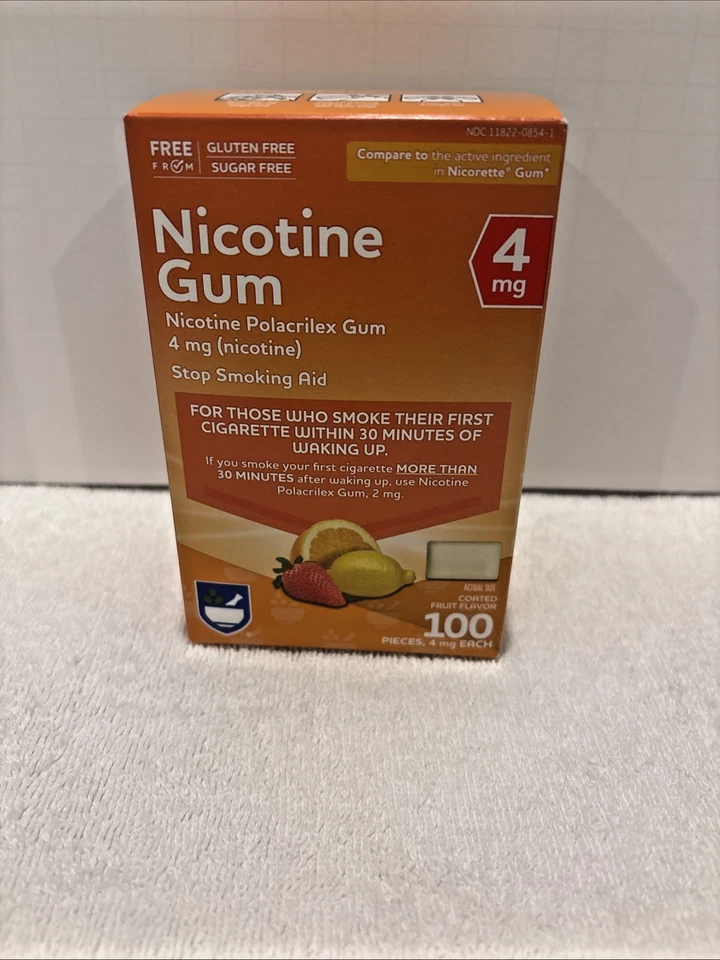 NDC 11822-0854-1
FREE
FROM
GLUTEN FREE
SUGAR FREE
Compare to the active ingredient
in Nicorette® Gum*
Nicotine
Gum
4
mg
Nicotine Polacrilex Gum
4 mg (nicotine)
Stop Smoking Aid
FOR THOSE WHO SMOKE THEIR FIRST
CIGARETTE WITHIN 30 MINUTES OF
WAKING UP.
If you smoke your first cigarette MORE THAN
30 MINUTES after waking up, use Nicotine
Polacrilex Gum, 2 mg.
ACTUAL SIZE
COATED
FRUIT FLAVOR
100
PIECES, 4 mg EACH